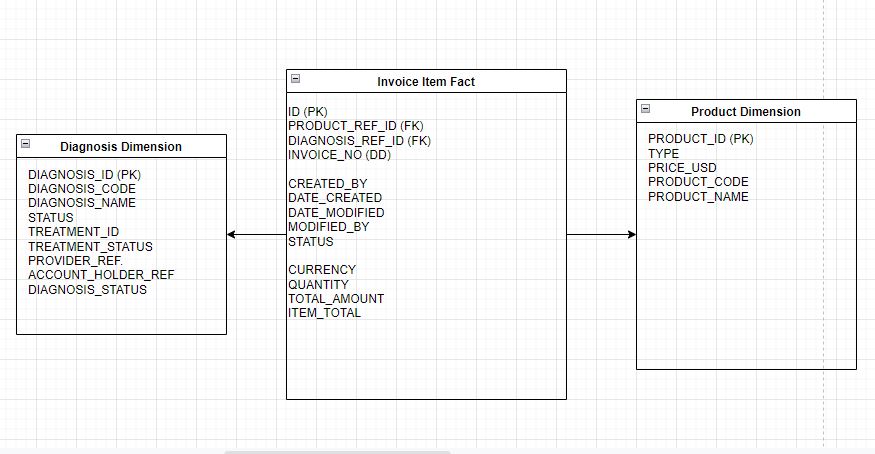 Diagnosis Dimension
DIAGNOSIS_ID (PK)
DIAGNOSIS_CODE
DIAGNOSIS_NAME
STATUS
TREATMENT_ID
TREATMENT_STATUS
PROVIDER_REF.
ACCOUNT_HOLDER_REF
DIAGNOSIS_STATUS
Invoice Item Fact
ID (PK)
PRODUCT_REF_ID (FK)
DIAGNOSIS_REF_ID (FK)
INVOICE_NO (DD)
CREATED_BY
DATE_CREATED
DATE_MODIFIED
MODIFIED_BY
STATUS
CURRENCY
QUANTITY
TOTAL_AMOUNT
ITEM_TOTAL
Product Dimension
PRODUCT_ID (PK)
TYPE
PRICE_USD
PRODUCT_CODE
PRODUCT_NAME